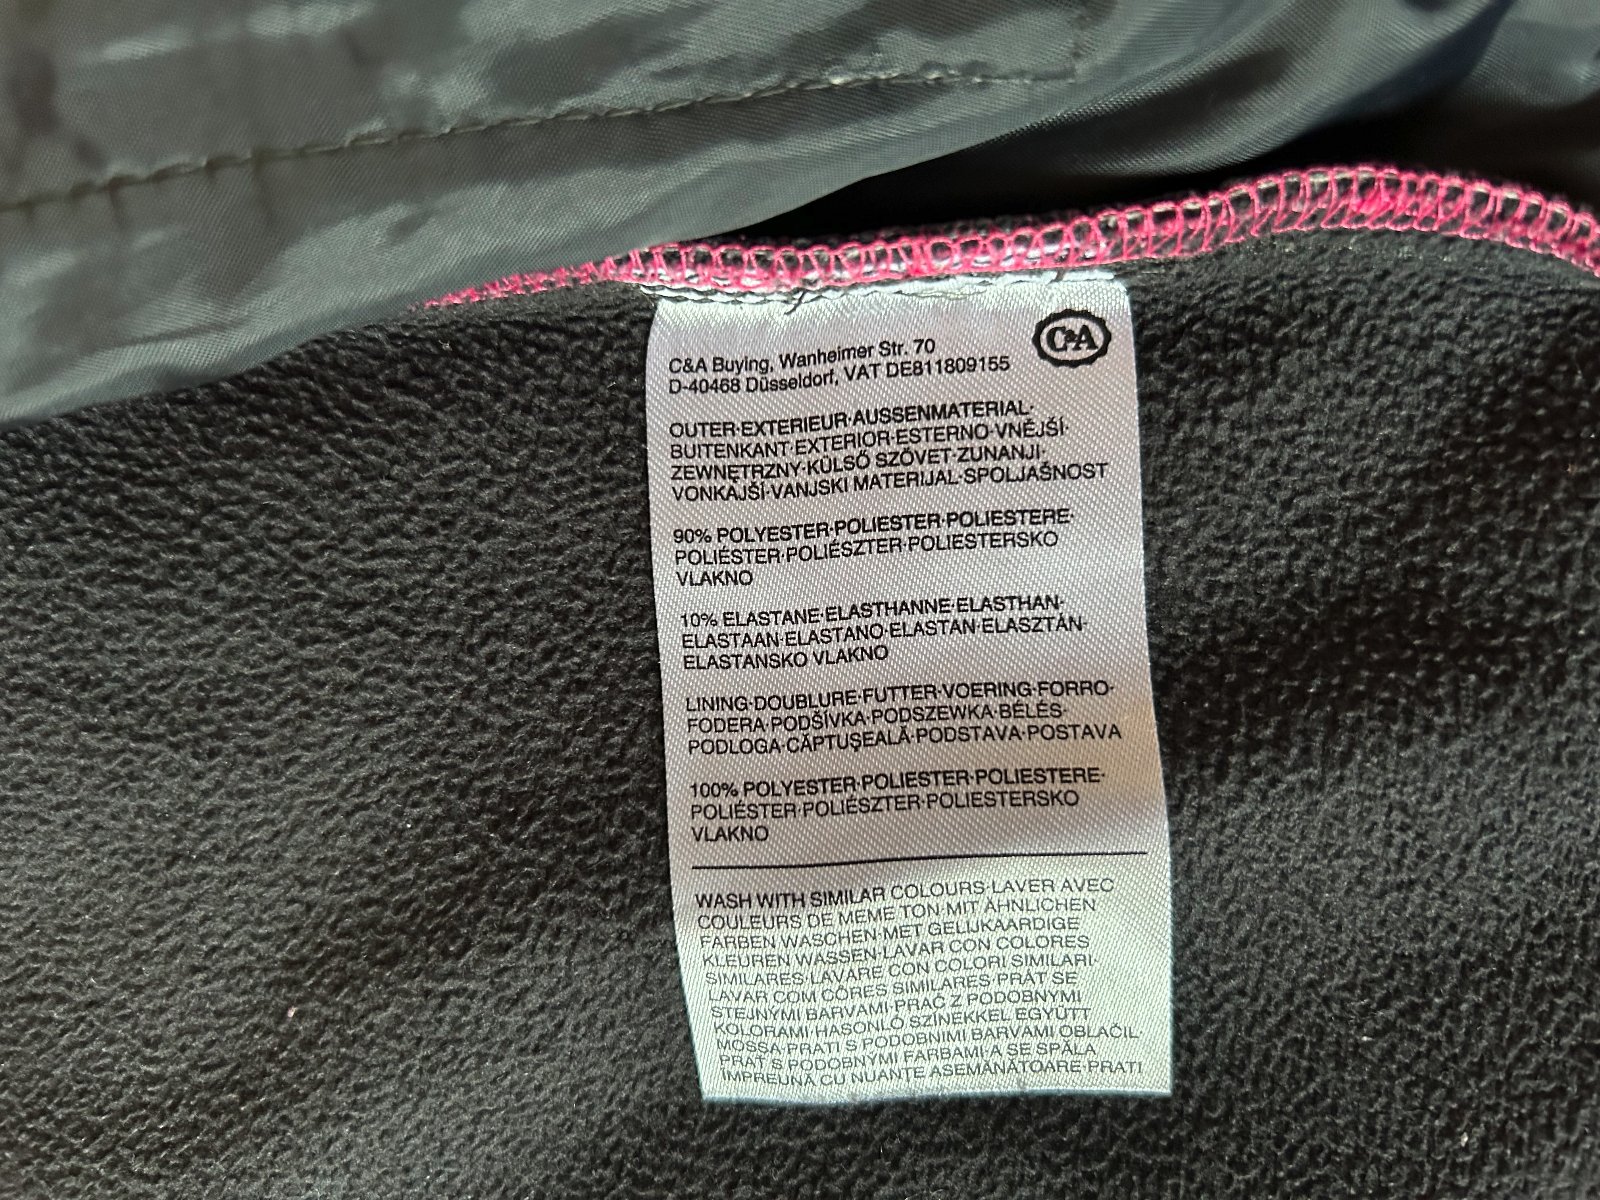 C&A
C&A Buying, Wanheimer Str. 70
D-40468 Düsseldorf, VAT DE811809155
OUTER·EXTERIEUR·AUSSENMATERIAL·
BUITENKANT·EXTERIOR·ESTERNO·VNĚJŠÍ·
ZEWNĘTRZNY·KÜLSŐ SZÖVET·ZUNANJI·
VONKAJŠÍ·VANJSKI MATERIJAL·SPOLJAŠNOST
90% POLYESTER·POLIESTER·POLIESTERE·
POLIÉSTER·POLIÉSZTER·POLIESTERSKO
VLAKNO
10% ELASTANE·ELASTHANNE·ELASTHAN·
ELASTAAN·ELASTANO·ELASTAN·ELASZTÁN·
ELASTANSKO VLAKNO
LINING·DOUBLURE·FUTTER·VOERING·FORRO·
FODERA·PODŠÍVKA·PODSZEWKA·BÉLÉS·
PODLOGA·CĂPTUȘEALĂ·PODSTAVA·POSTAVA
100% POLYESTER·POLIESTER·POLIESTERE·
POLIÉSTER·POLIÉSZTER·POLIESTERSKO
VLAKNO
WASH WITH SIMILAR COLOURS·LAVER AVEC
COULEURS DE MEME TON·MIT ÄHNLICHEN
FARBEN WASCHEN·MET GELIJKAARDIGE
KLEUREN WASSEN·LAVAR CON COLORES
SIMILARES·LAVARE CON COLORI SIMILARI·
LAVAR COM CÔRES SIMILARES·PRÁT SE
STEJNÝMI BARVAMI·PRAĆ Z PODOBNYMI
KOLORAMI·HASONLÓ SZÍNEKKEL EGYÜTT
MOSSA·PRATI S PODOBNIMI BARVAMI OBLAČIL·
PRAŤ S PODOBNÝMI FARBAMI·A SE SPĂLA
ÎMPREUNĂ CU NUANȚE ASEMĂNĂTOARE·PRATI